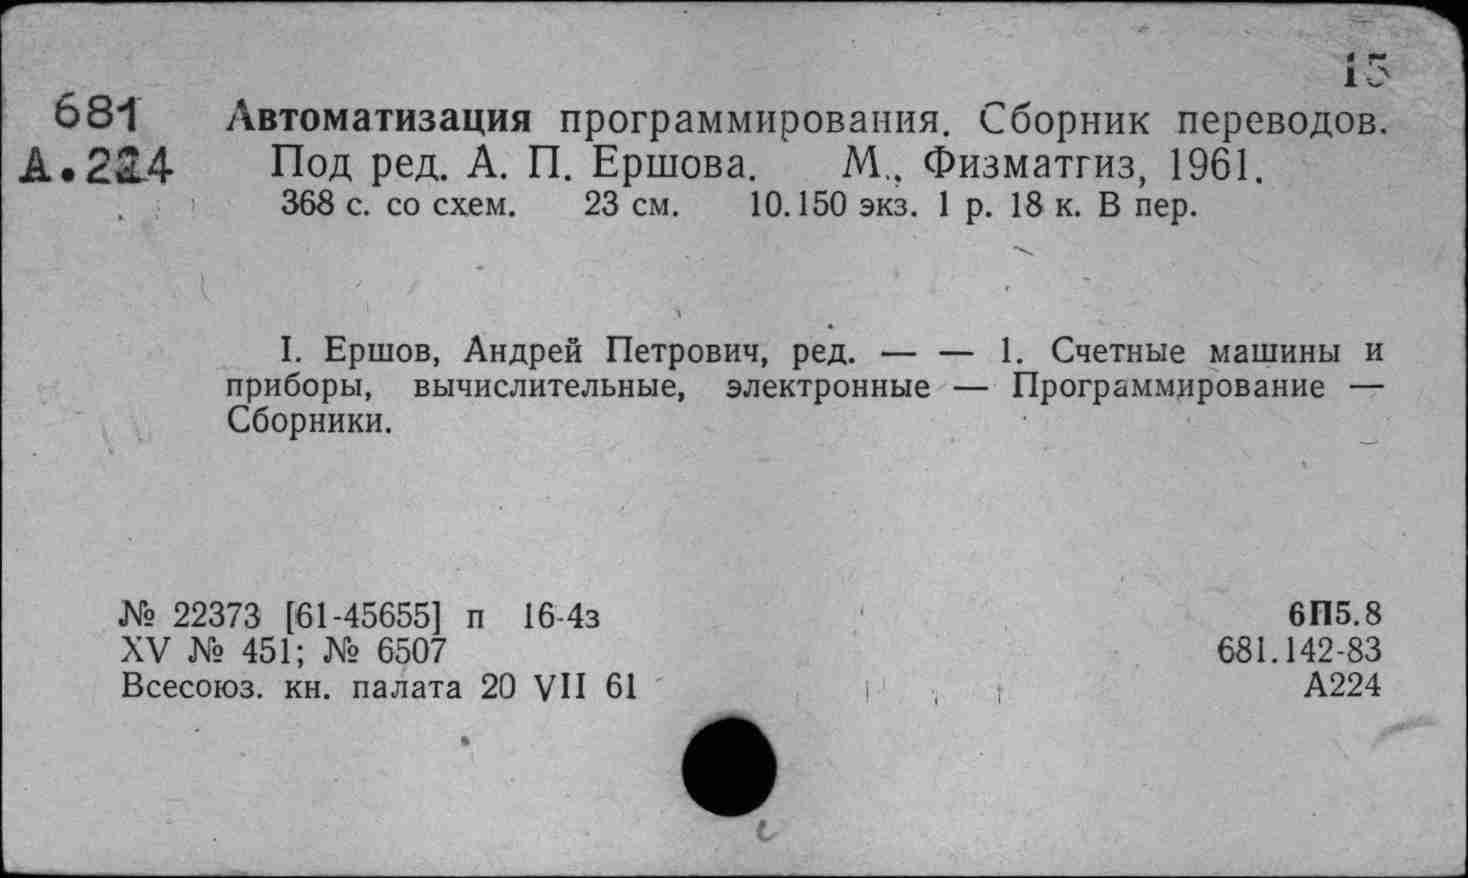 15
681 Автоматизация программирования. Сборник переводов.
А.224 Под ред. А. П. Ершова. М., Физматгиз, 1961.
368 с. со схем. 23 см. 10.150 экз. 1 р. 18 к. В пер.
I. Ершов, Андрей Петрович, ред. — — 1. Счетные машины и
приборы, вычислительные, электронные — Программирование —
Сборники.
№ 22373 [61-45655] п 16-4з 6П5.8
XV № 451; № 6507 681.142-83
Всесоюз. кн. палата 20 VII 61 А224